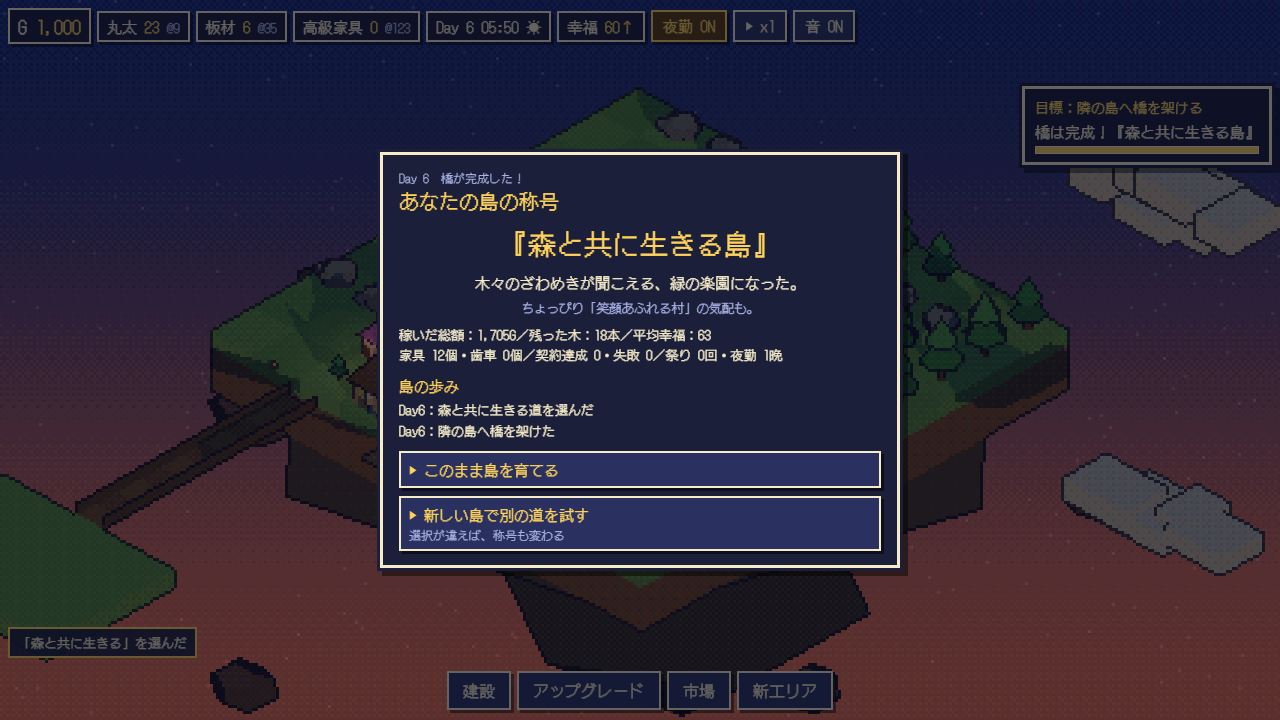 G 1,000 丸太 23 @9 板材 6 @35 高級家具 0 @123 Day 6 05:50 ☀ 幸福 60↑ 夜勤 ON ▶ x1 音 ON
目標：隣の島へ橋を架ける
橋は完成！『森と共に生きる島』
Day 6 橋が完成した！
あなたの島の称号
『森と共に生きる島』
木々のざわめきが聞こえる、緑の楽園になった。
ちょっぴり「笑顔あふれる村」の気配も。
稼いだ総額：1,705G／残った木：18本／平均幸福：63
家具 12個・歯車 0個／契約達成 0・失敗 0／祭り 0回・夜勤 1晩
島の歩み
Day6：森と共に生きる道を選んだ
Day6：隣の島へ橋を架けた
▶ このまま島を育てる
▶ 新しい島で別の道を試す
選択が違えば、称号も変わる
「森と共に生きる」を選んだ
建設 アップグレード 市場 新エリア